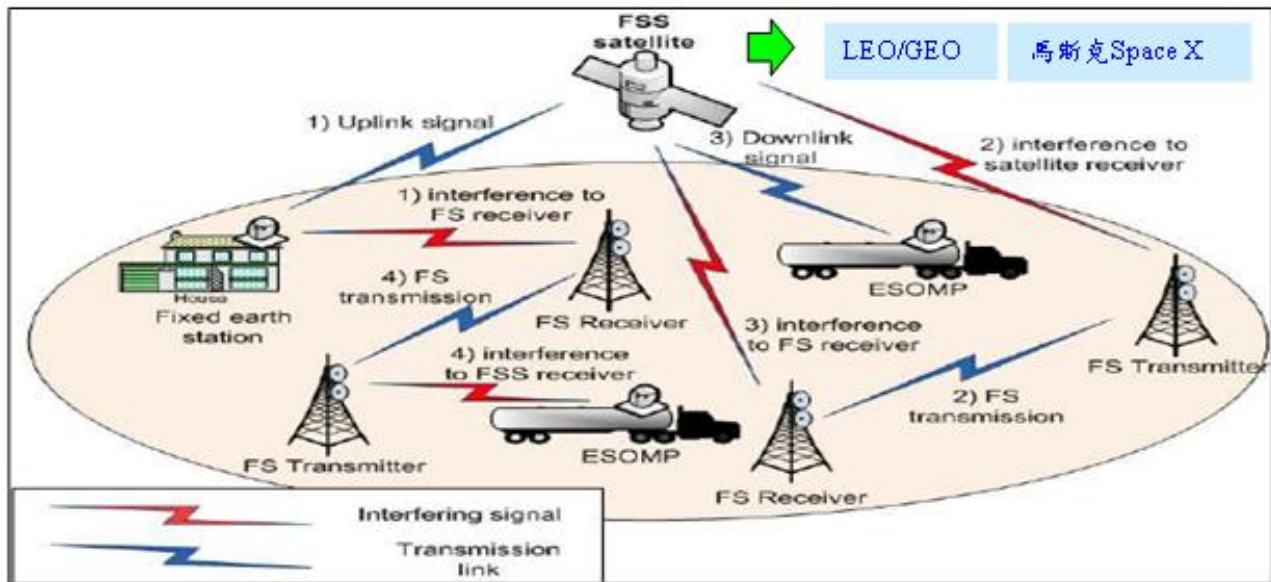 FSS
satellite
LEO/GEO
馬斯克Space X
1) Uplink signal
3) Downlink
signal
2) interference to
satellite receiver
1) interference to
FS receiver
House
Fixed earth
station
4) FS
transmission
FS Receiver
ESOMP
3) interference
to FS receiver
FS Transmitter
4) interference
to FSS receiver
2) FS
transmission
FS Transmitter
ESOMP
FS Receiver
Interfering signal
Transmission
link